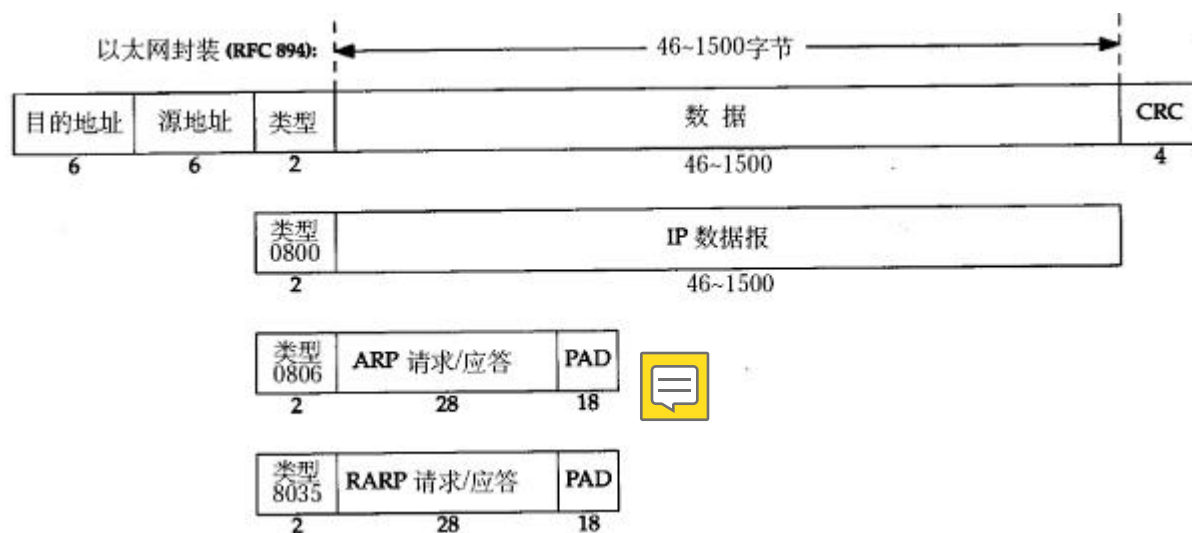 以太网封装 (RFC 894):
46~1500字节
目的地址 源地址 类型 数 据 CRC
6 6 2 46~1500 4
类型
0800
IP 数据报
2 46~1500
类型
0806
ARP 请求/应答 PAD
2 28 18
类型
8035
RARP 请求/应答 PAD
2 28 18